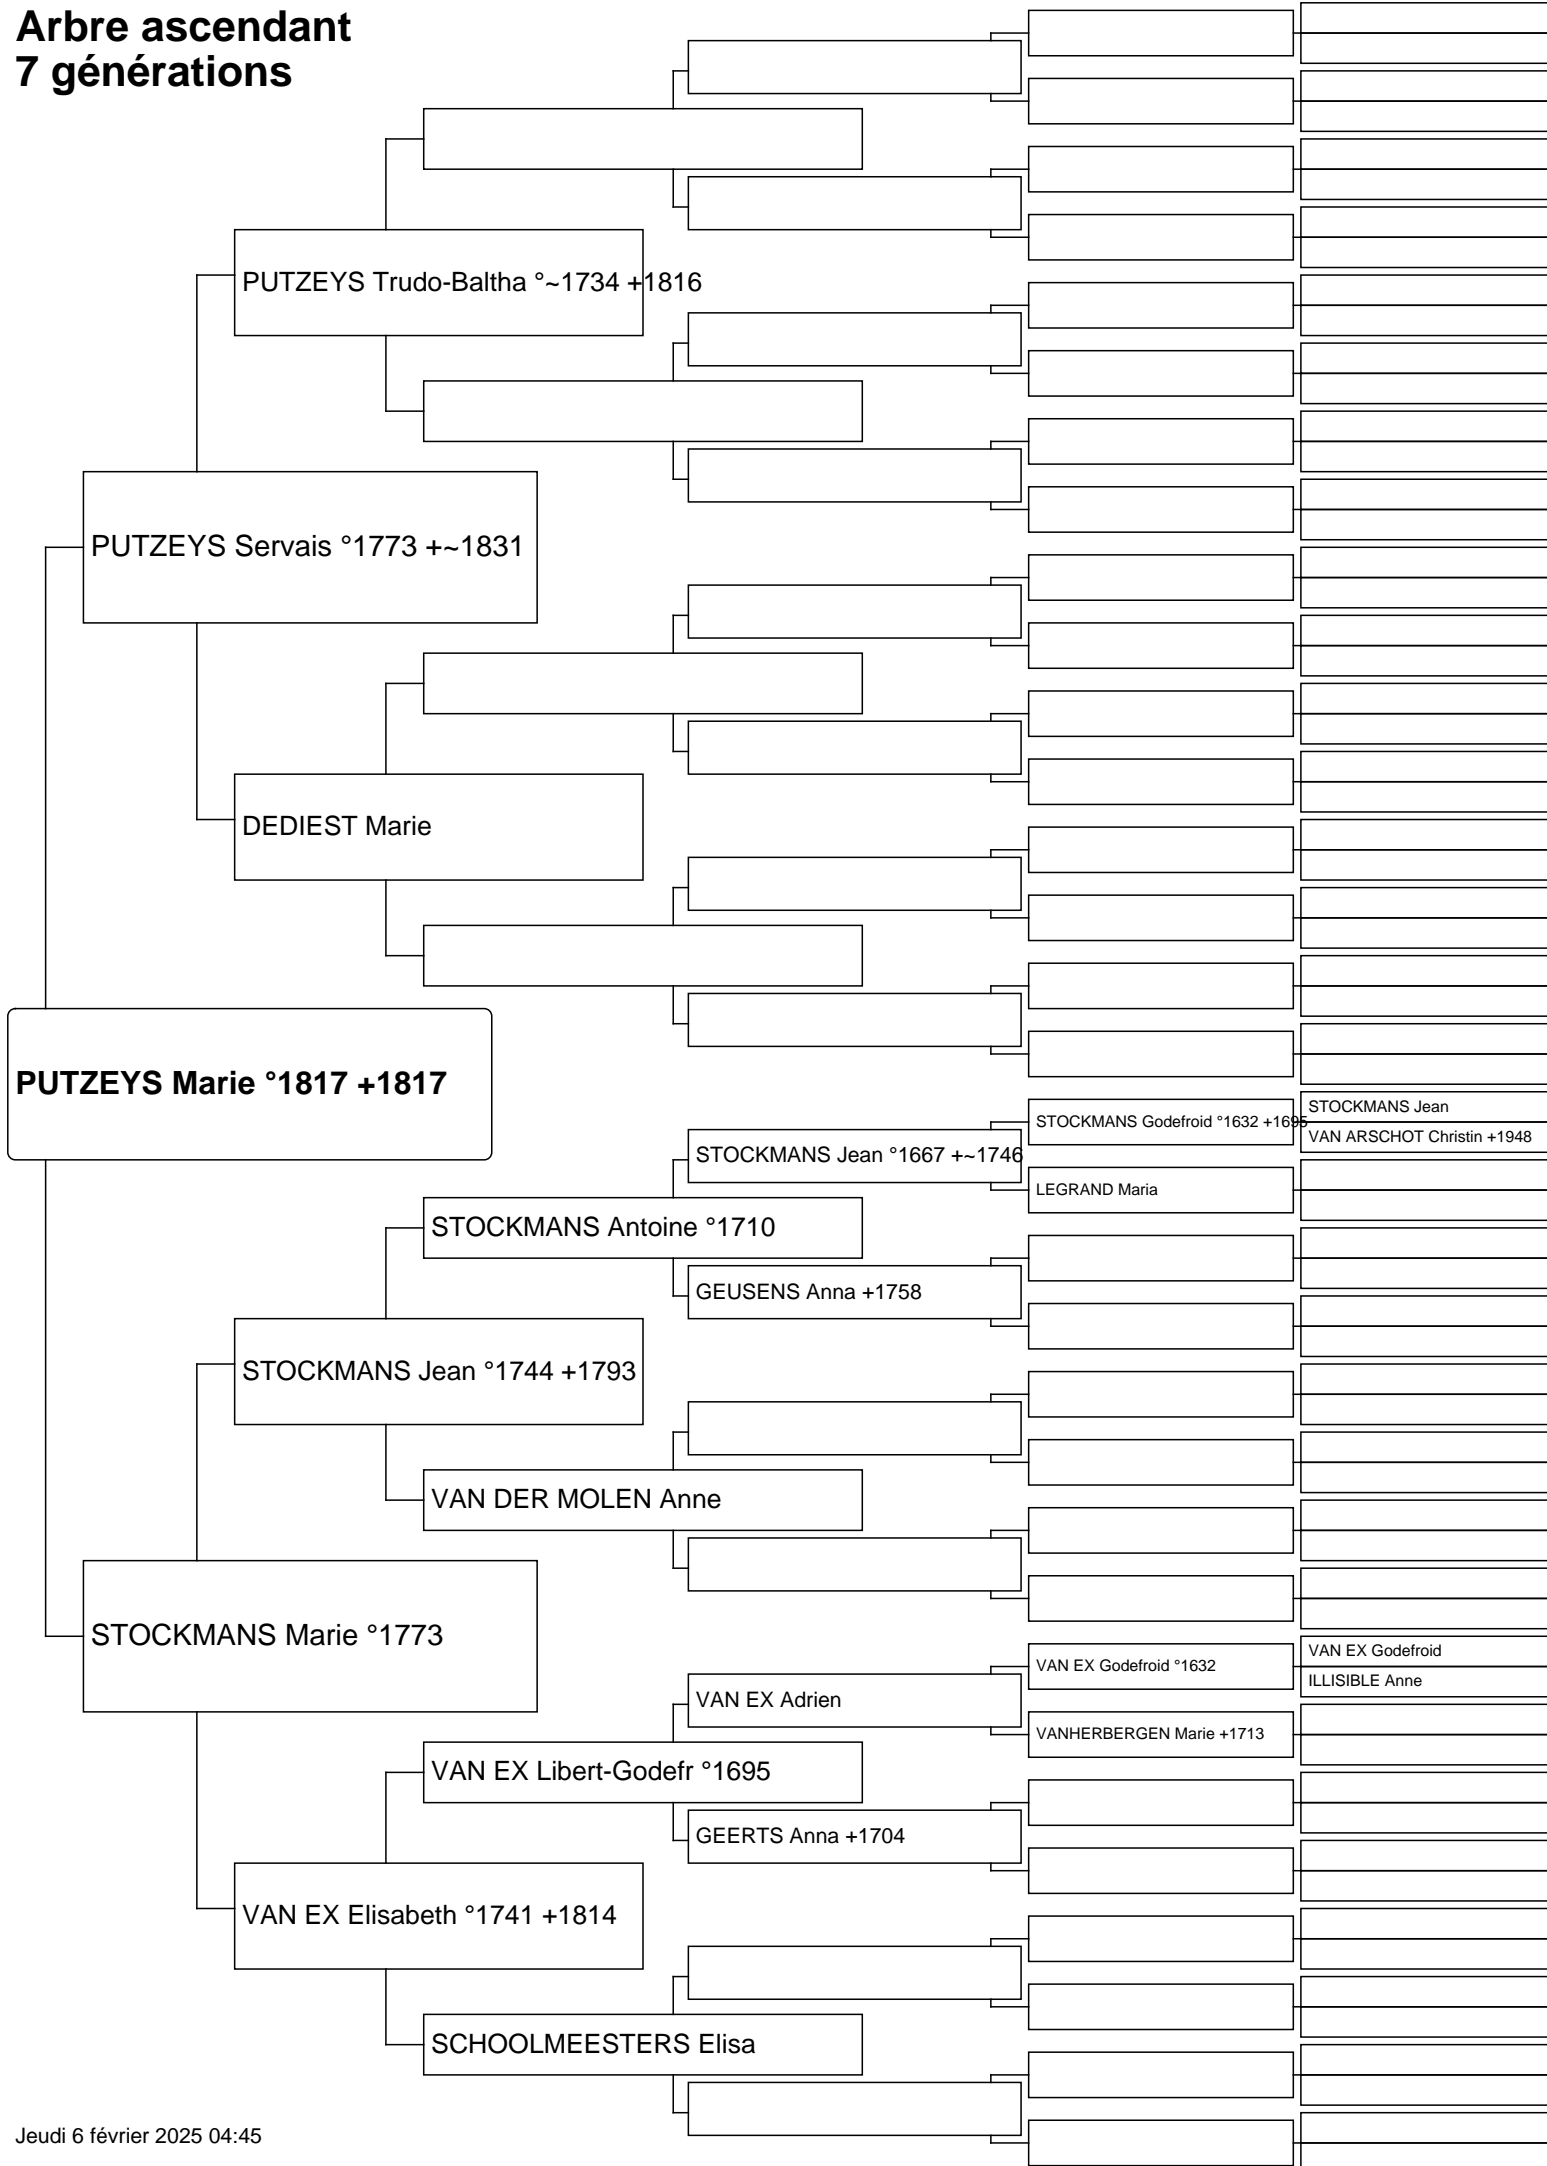 Arbre ascendant
7 générations
PUTZEYS Trudo-Baltha °~1734 +1816
PUTZEYS Servais °1773 +~1831
DEDIEST Marie
PUTZEYS Marie °1817 +1817
STOCKMANS Jean
STOCKMANS Godefroid °1632 +1695
VAN ARSCHOT Christin +1948
STOCKMANS Jean °1667 +~1746
LEGRAND Maria
STOCKMANS Antoine °1710
GEUSENS Anna +1758
STOCKMANS Jean °1744 +1793
VAN DER MOLEN Anne
STOCKMANS Marie °1773
VAN EX Godefroid
VAN EX Godefroid °1632
ILLISIBLE Anne
VAN EX Adrien
VANHERBERGEN Marie +1713
VAN EX Libert-Godefr °1695
GEERTS Anna +1704
VAN EX Elisabeth °1741 +1814
SCHOOLMEESTERS Elisa
Jeudi 6 février 2025 04:45